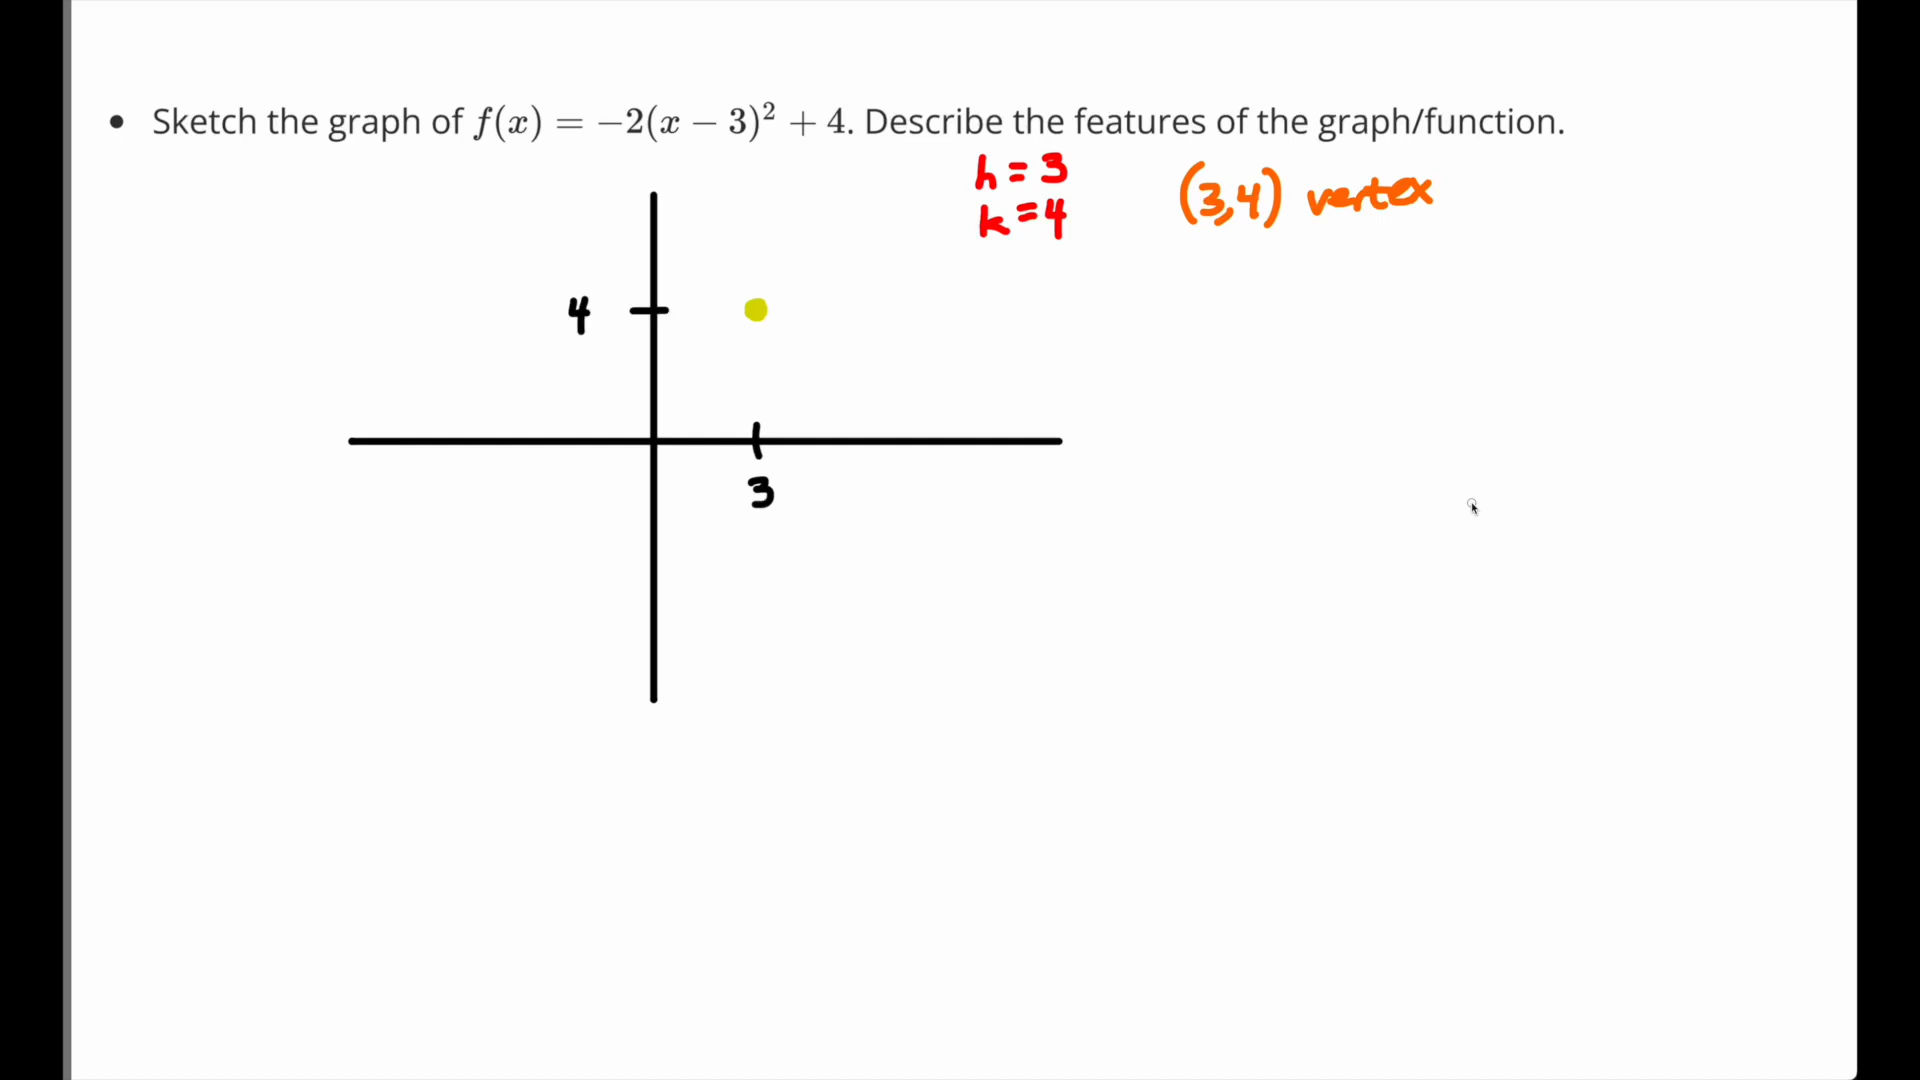 • Sketch the graph of f(x) = −2(x − 3)² + 4. Describe the features of the graph/function.
h = 3
k = 4
(3,4) vertex
4
3